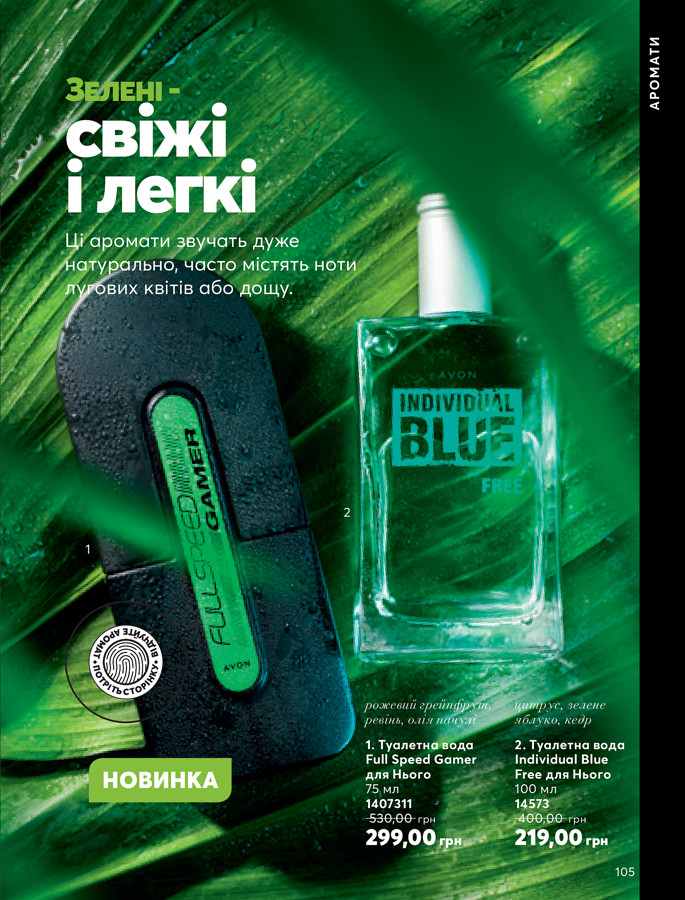 АРОМАТИ
Зелені -
свіжі
і легкі
Ці аромати звучать дуже
натурально, часто містять ноти
лугових квітів або дощу.
AVON
INDIVIDUAL
BLUE
FREE
FULL SPEED
GAMER
AVON
2
1
ВІДЧУЙТЕ АРОМАТ • ПОТРІТЬ СТОРІНКУ •
НОВИНКА
рожевий грейпфрут,
ревінь, олія пачулі
1. Туалетна вода
Full Speed Gamer
для Нього
75 мл
1407311
530,00 грн
299,00 грн
цитрус, зелене
яблуко, кедр
2. Туалетна вода
Individual Blue
Free для Нього
100 мл
14573
400,00 грн
219,00 грн
105